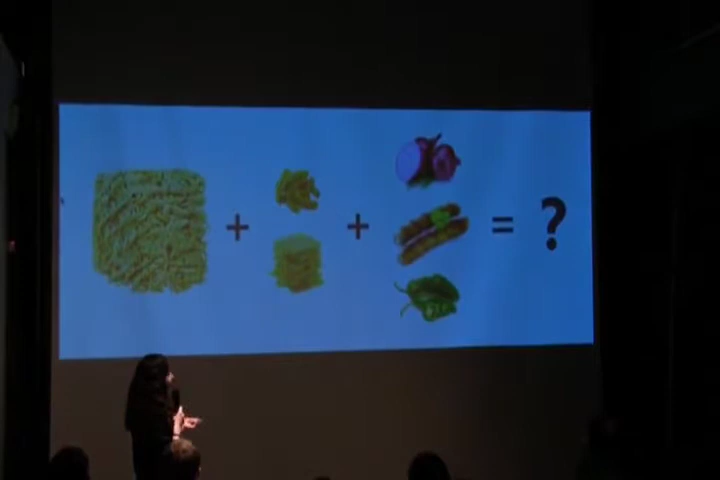 + + = ?